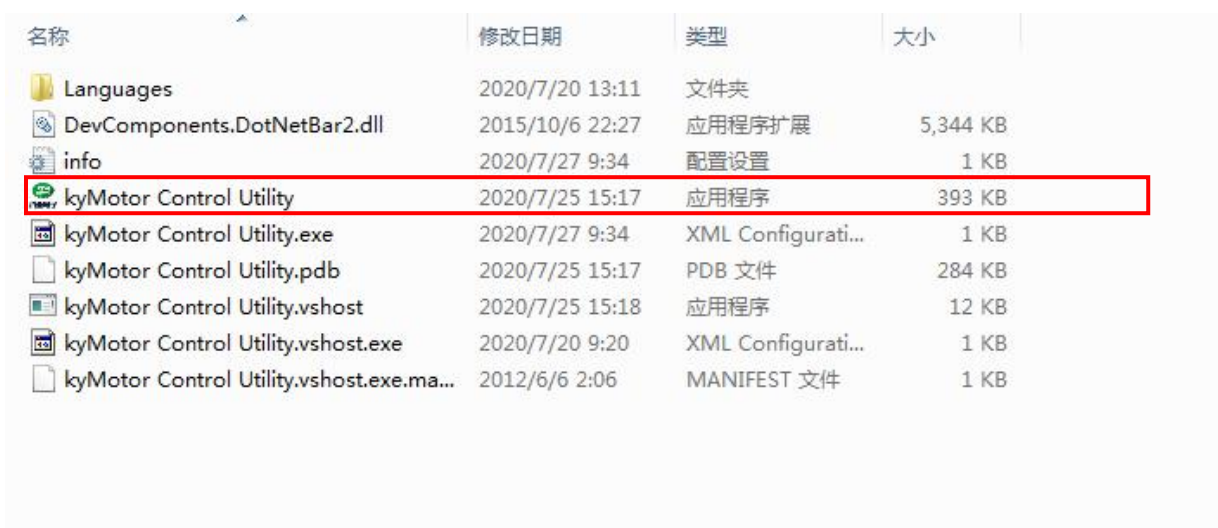 名称 修改日期 类型 大小
Languages 2020/7/20 13:11 文件夹
DevComponents.DotNetBar2.dll 2015/10/6 22:27 应用程序扩展 5,344 KB
info 2020/7/27 9:34 配置设置 1 KB
kyMotor Control Utility 2020/7/25 15:17 应用程序 393 KB
kyMotor Control Utility.exe 2020/7/27 9:34 XML Configurati... 1 KB
kyMotor Control Utility.pdb 2020/7/25 15:17 PDB 文件 284 KB
kyMotor Control Utility.vshost 2020/7/25 15:18 应用程序 12 KB
kyMotor Control Utility.vshost.exe 2020/7/20 9:20 XML Configurati... 1 KB
kyMotor Control Utility.vshost.exe.ma... 2012/6/6 2:06 MANIFEST 文件 1 KB